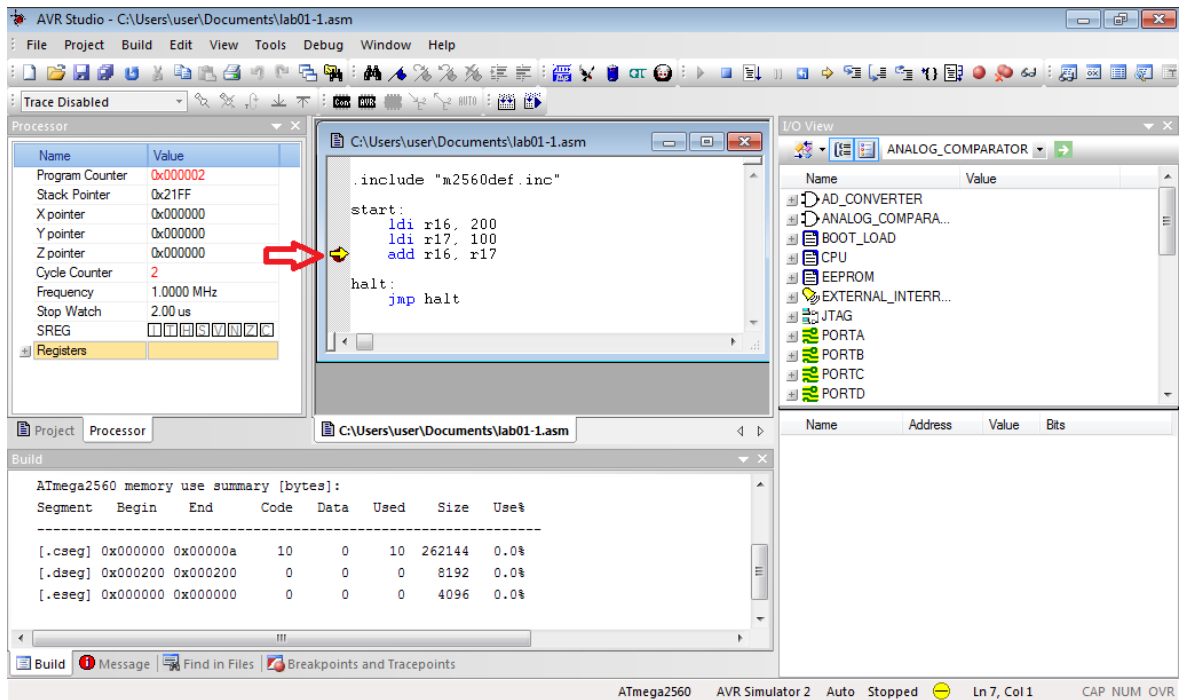 AVR Studio - C:\Users\user\Documents\lab01-1.asm
File Project Build Edit View Tools Debug Window Help
Trace Disabled
Con AVR AUTO
Processor
Name Value
Program Counter 0x000002
Stack Pointer 0x21FF
X pointer 0x000000
Y pointer 0x000000
Z pointer 0x000000
Cycle Counter 2
Frequency 1.0000 MHz
Stop Watch 2.00 us
SREG I T H S V N Z C
Registers
Project Processor
C:\Users\user\Documents\lab01-1.asm
.include "m2560def.inc"
start:
ldi r16, 200
ldi r17, 100
add r16, r17
halt:
jmp halt
C:\Users\user\Documents\lab01-1.asm
I/O View
ANALOG_COMPARATOR
Name Value
AD_CONVERTER
ANALOG_COMPARA...
BOOT_LOAD
CPU
EEPROM
EXTERNAL_INTERR...
JTAG
PORTA
PORTB
PORTC
PORTD
Name Address Value Bits
Build
ATmega2560 memory use summary [bytes]:
Segment Begin End Code Data Used Size Use%
---------------------------------------------------------------
[.cseg] 0x000000 0x00000a 10 0 10 262144 0.0%
[.dseg] 0x000200 0x000200 0 0 0 8192 0.0%
[.eseg] 0x000000 0x000000 0 0 0 4096 0.0%
Build Message Find in Files Breakpoints and Tracepoints
ATmega2560 AVR Simulator 2 Auto Stopped Ln 7, Col 1 CAP NUM OVR